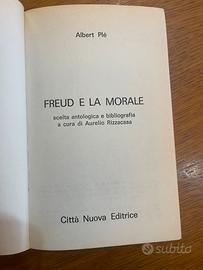 Albert Plé
FREUD E LA MORALE
scelta antologica e bibliografia
a cura di Aurelio Rizzacasa
Città Nuova Editrice
subito